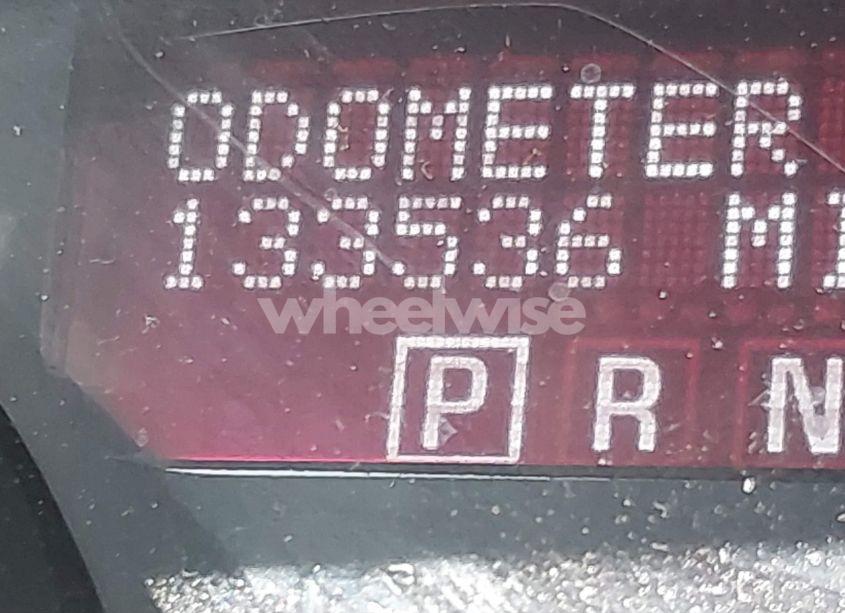 ODOMETER
133536 MI
wheelwise
P R N